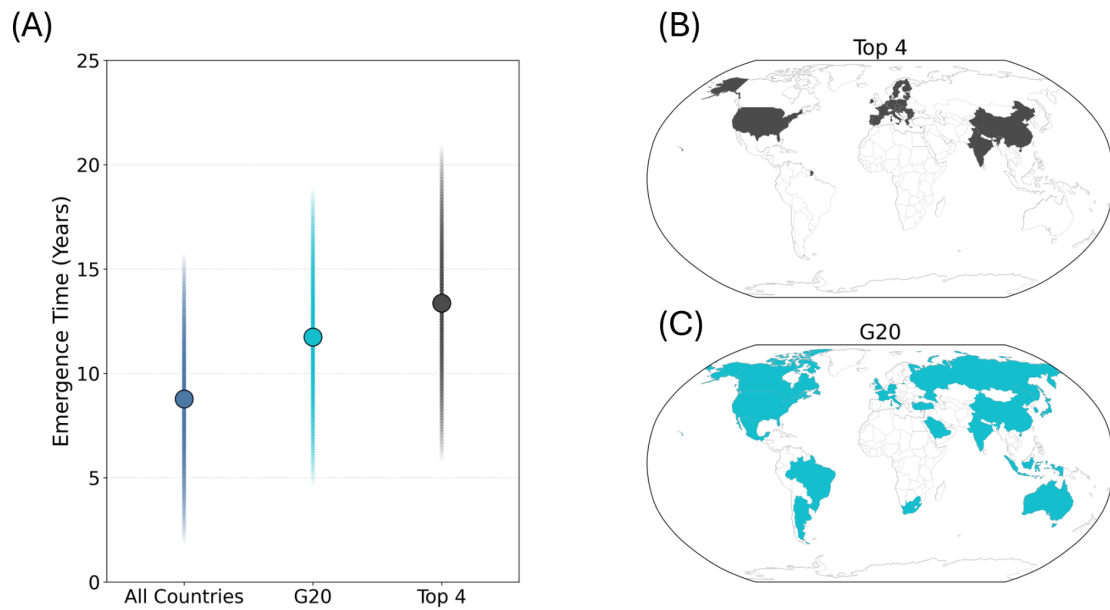 (A)
25
20
15
10
5
0
Emergence Time (Years)
All Countries
G20
Top 4
(B)
Top 4
(C)
G20